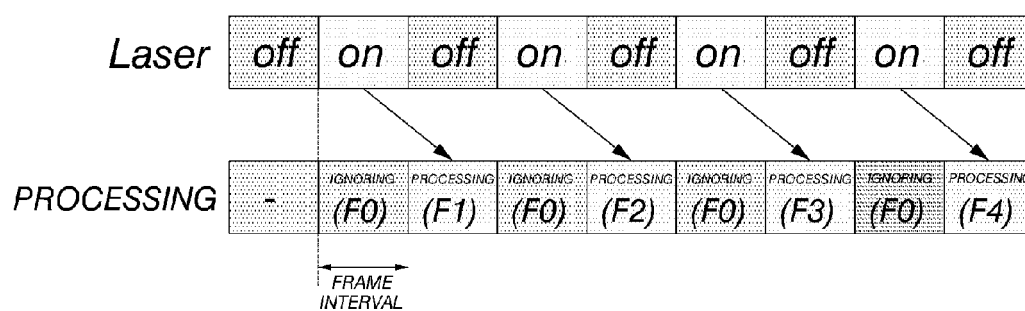 Laser off on off on off on off on off
PROCESSING - IGNORING PROCESSING IGNORING PROCESSING IGNORING PROCESSING IGNORING PROCESSING
(F0) (F1) (F0) (F2) (F0) (F3) (F0) (F4)
FRAME
INTERVAL